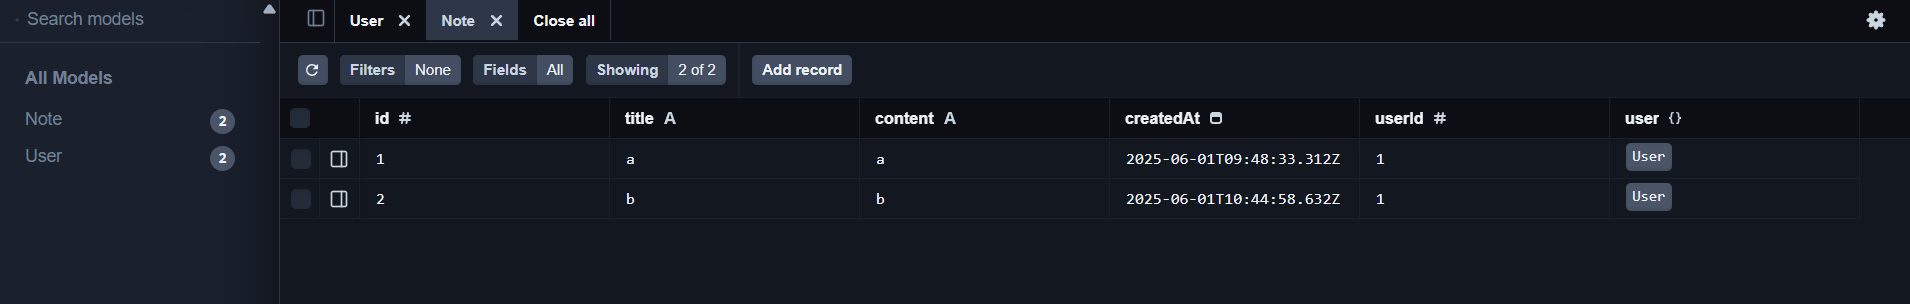 Search models
User Note Close all
Filters None Fields All Showing 2 of 2 Add record
All Models
Note 2
User 2
id # title A content A createdAt userId # user {}
1 a a 2025-06-01T09:48:33.312Z 1 User
2 b b 2025-06-01T10:44:58.632Z 1 User